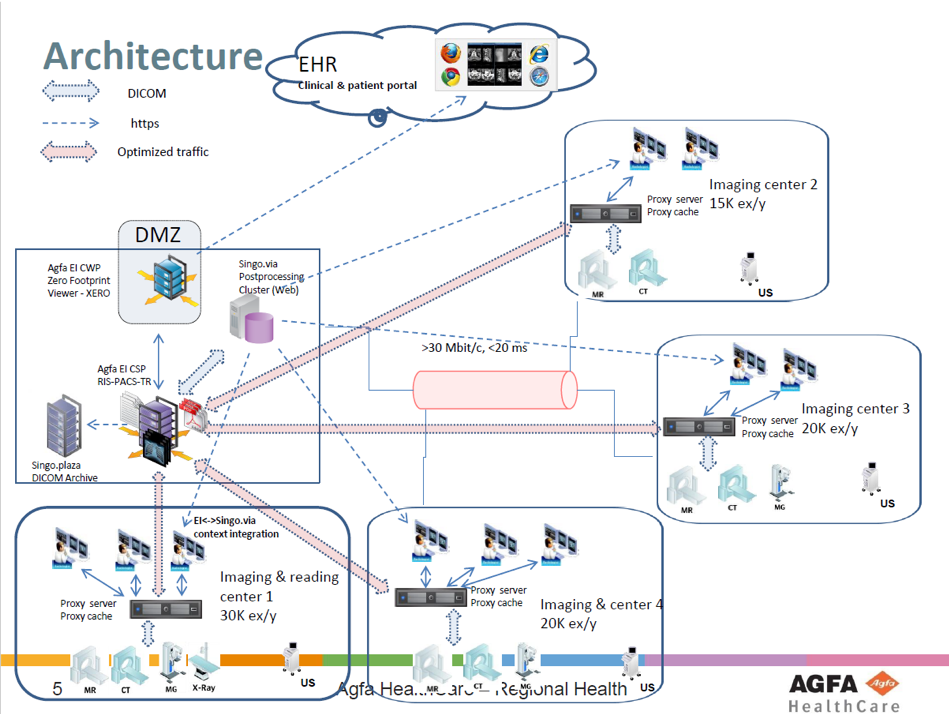 Architecture
DICOM
https
Optimized traffic
EHR
Clinical & patient portal
DMZ
Agfa EI CWP
Zero Footprint
Viewer - XERO
Singo.via
Postprocessing
Cluster (Web)
Agfa EI CSP
RIS-PACS-TR
Singo.plaza
DICOM Archive
>30 Mbit/c, <20 ms
Proxy server
Proxy cache
Imaging center 2
15K ex/y
MR
CT
US
Proxy server
Proxy cache
Imaging center 3
20K ex/y
MR
CT
MG
US
EI<->Singo.via
context integration
Proxy server
Proxy cache
Imaging & reading
center 1
30K ex/y
MR
CT
MG
X-Ray
US
Proxy server
Proxy cache
Imaging & center 4
20K ex/y
MR
CT
MG
US
5
Agfa HealthCare – Regional Health
AGFA
Agfa
HealthCare